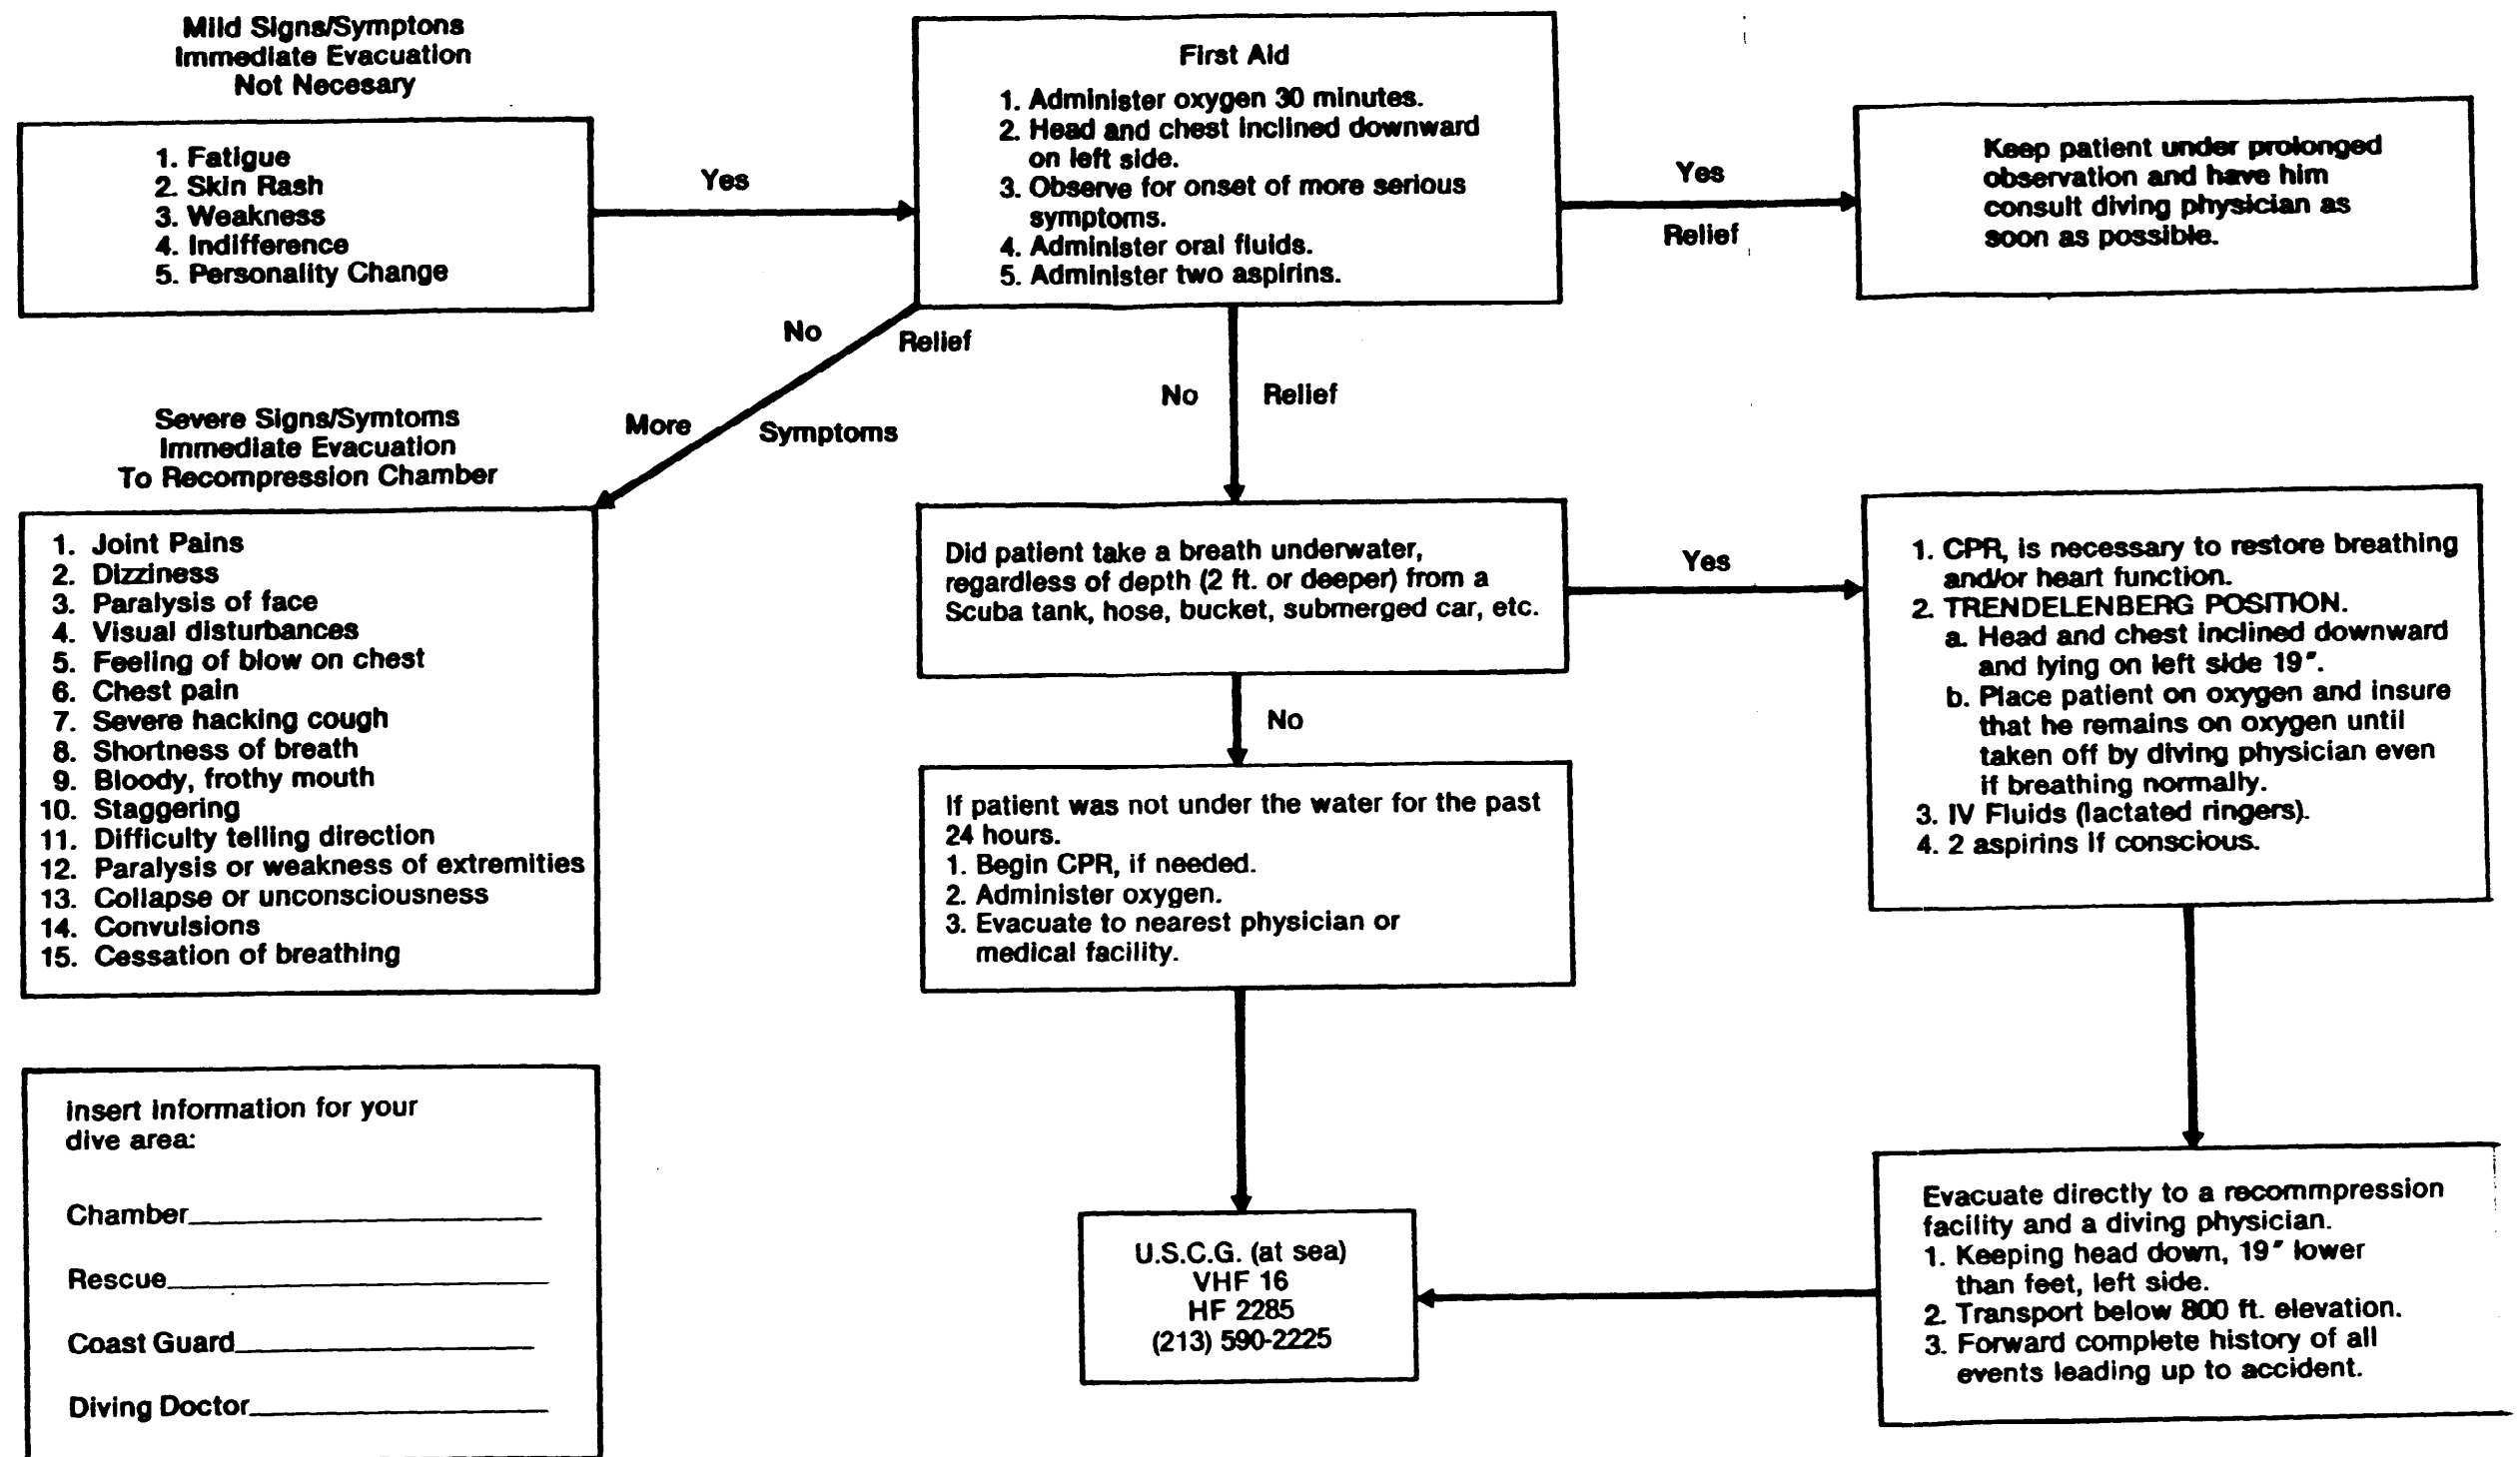 Mild Signs/Symptons
Immediate Evacuation
Not Necesary
1. Fatigue
2. Skin Rash
3. Weakness
4. Indifference
5. Personality Change
Yes
First Aid
1. Administer oxygen 30 minutes.
2. Head and chest inclined downward
on left side.
3. Observe for onset of more serious
symptoms.
4. Administer oral fluids.
5. Administer two aspirins.
Yes
Relief
Keep patient under prolonged
observation and have him
consult diving physician as
soon as possible.
No Relief
More Symptoms
No Relief
Severe Signs/Symtoms
Immediate Evacuation
To Recompression Chamber
1. Joint Pains
2. Dizziness
3. Paralysis of face
4. Visual disturbances
5. Feeling of blow on chest
6. Chest pain
7. Severe hacking cough
8. Shortness of breath
9. Bloody, frothy mouth
10. Staggering
11. Difficulty telling direction
12. Paralysis or weakness of extremities
13. Collapse or unconsciousness
14. Convulsions
15. Cessation of breathing
Did patient take a breath underwater,
regardless of depth (2 ft. or deeper) from a
Scuba tank, hose, bucket, submerged car, etc.
Yes
1. CPR, is necessary to restore breathing
and/or heart function.
2. TRENDELENBERG POSITION.
a. Head and chest inclined downward
and lying on left side 19″.
b. Place patient on oxygen and insure
that he remains on oxygen until
taken off by diving physician even
if breathing normally.
3. IV Fluids (lactated ringers).
4. 2 aspirins if conscious.
No
If patient was not under the water for the past
24 hours.
1. Begin CPR, if needed.
2. Administer oxygen.
3. Evacuate to nearest physician or
medical facility.
Insert information for your
dive area:
Chamber
Rescue
Coast Guard
Diving Doctor
U.S.C.G. (at sea)
VHF 16
HF 2285
(213) 590-2225
Evacuate directly to a recommpression
facility and a diving physician.
1. Keeping head down, 19″ lower
than feet, left side.
2. Transport below 800 ft. elevation.
3. Forward complete history of all
events leading up to accident.